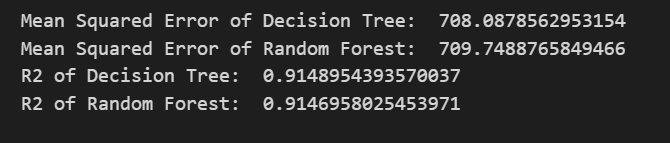 Mean Squared Error of Decision Tree:  708.0878562953154
Mean Squared Error of Random Forest:  709.7488765849466
R2 of Decision Tree:  0.9148954393570037
R2 of Random Forest:  0.9146958025453971